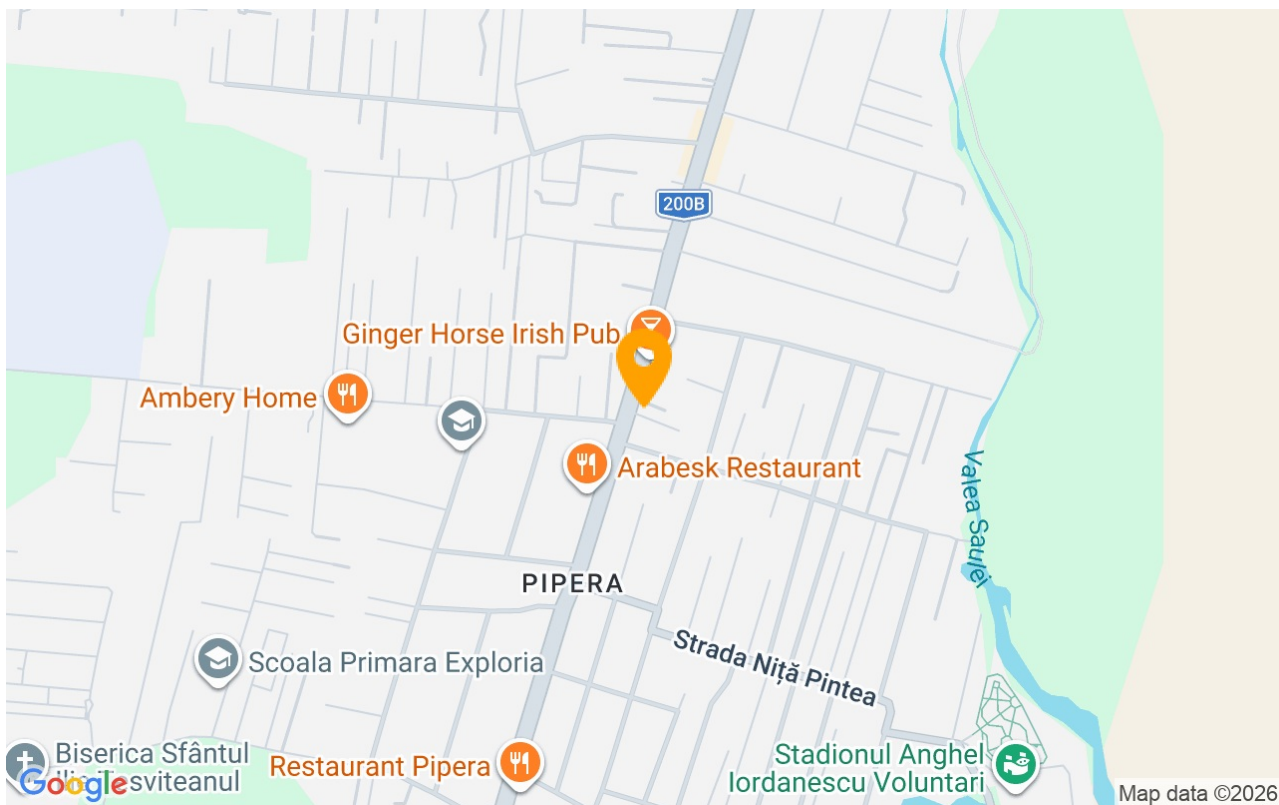 200B
Ginger Horse Irish Pub
Ambery Home
Arabesk Restaurant
Valea Saulei
PIPERA
Strada Niță Pintea
Scoala Primara Exploria
Biserica Sfântul
Tesviteanul
Restaurant Pipera
Stadionul Anghel
Iordanescu Voluntari
Google
Map data ©2026